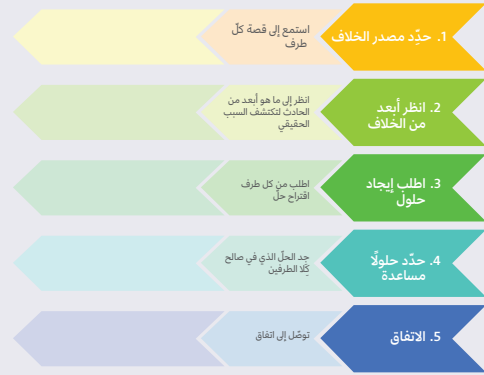 1. حدِّد مصدر الخلاف
استمع إلى قصة كلّ
طرف
2. انظر أبعد
من الخلاف
انظر إلى ما هو أبعد من
الحادث لتكتشف السبب
الحقيقي
3. اطلب إيجاد
حلول
اطلب من كل طرف
اقتراح حلّ
4. حدّد حلولًا
مساعدة
جد الحلّ الذي في صالح
كِلا الطرفين
5. الاتفاق
توصّل إلى اتفاق